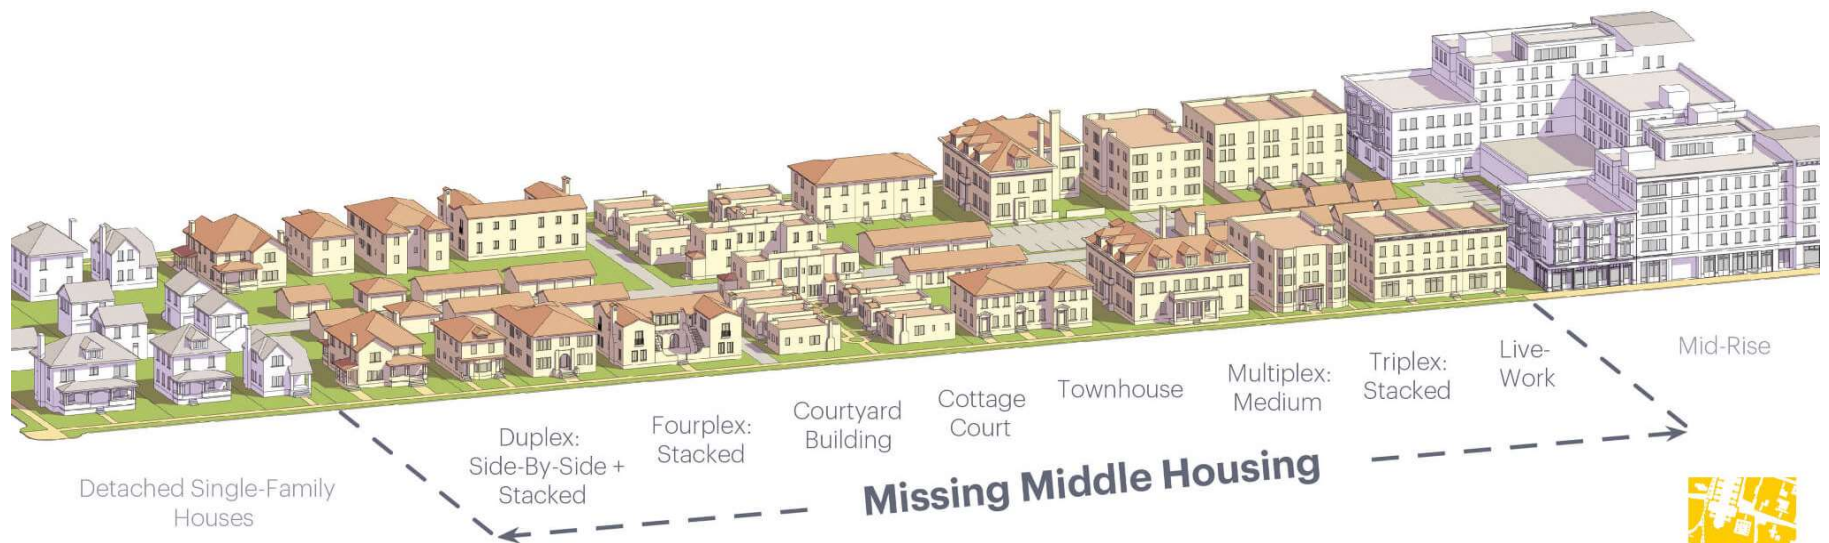 Detached Single-Family
Houses
Duplex:
Side-By-Side +
Stacked
Fourplex:
Stacked
Courtyard
Building
Cottage
Court
Townhouse
Multiplex:
Medium
Triplex:
Stacked
Live-
Work
Mid-Rise
Missing Middle Housing